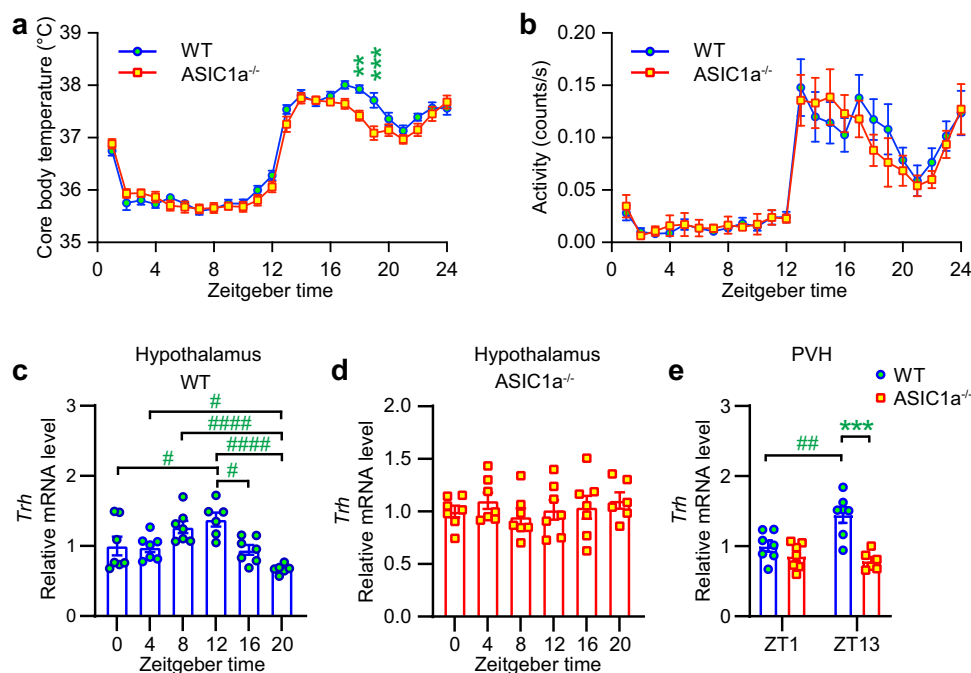 a
Core body temperature (°C)
39
38
37
36
35
WT
ASIC1a-/-
**
***
0 4 8 12 16 20 24
Zeitgeber time
b
Activity (counts/s)
0.20
0.15
0.10
0.05
0.00
WT
ASIC1a-/-
0 4 8 12 16 20 24
Zeitgeber time
c
Hypothalamus
WT
Trh
Relative mRNA level
3
2
1
0
#
####
####
#
#
0 4 8 12 16 20
Zeitgeber time
d
Hypothalamus
ASIC1a-/-
Trh
Relative mRNA level
2.0
1.5
1.0
0.5
0.0
0 4 8 12 16 20
Zeitgeber time
e
PVH
WT
ASIC1a-/-
Trh
Relative mRNA level
3
2
1
0
##
***
ZT1 ZT13